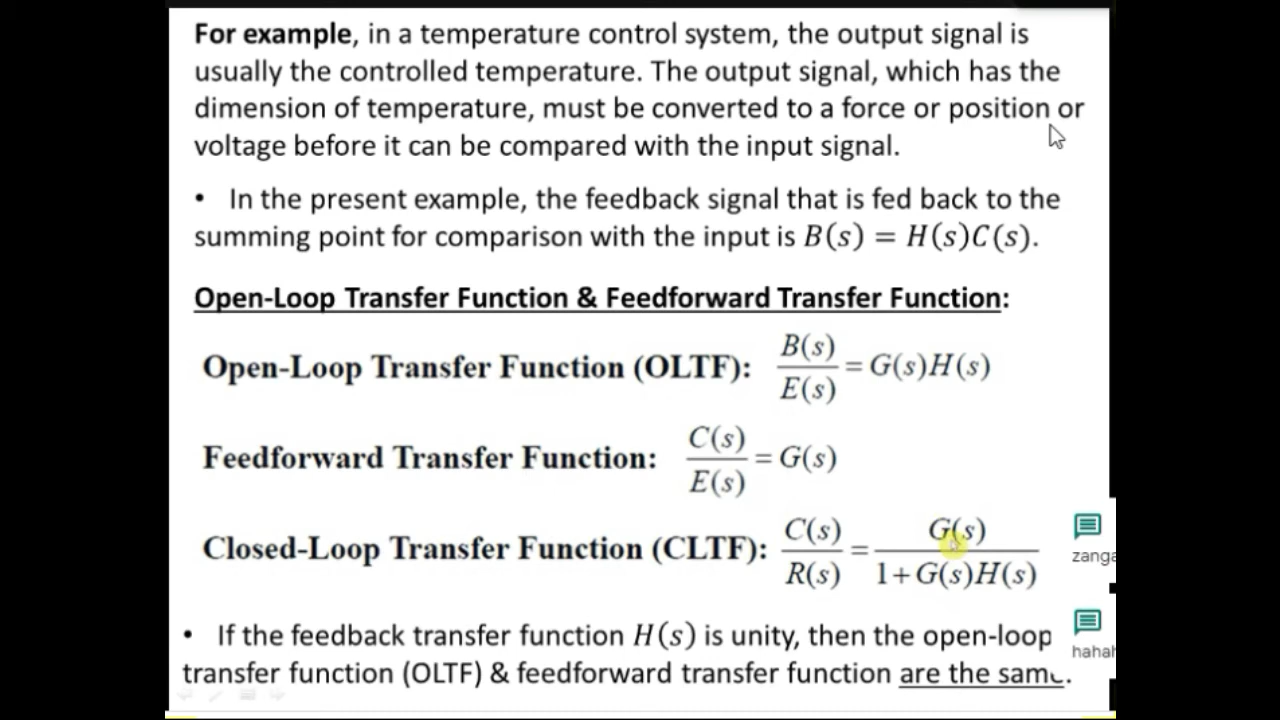 For example, in a temperature control system, the output signal is
usually the controlled temperature. The output signal, which has the
dimension of temperature, must be converted to a force or position or
voltage before it can be compared with the input signal.
• In the present example, the feedback signal that is fed back to the
summing point for comparison with the input is B(s) = H(s)C(s).
Open-Loop Transfer Function & Feedforward Transfer Function:
Open-Loop Transfer Function (OLTF): B(s)/E(s) = G(s)H(s)
Feedforward Transfer Function: C(s)/E(s) = G(s)
Closed-Loop Transfer Function (CLTF): C(s)/R(s) = G(s)/1+G(s)H(s)
zanga
• If the feedback transfer function H(s) is unity, then the open-loop
hahah
transfer function (OLTF) & feedforward transfer function are the same.